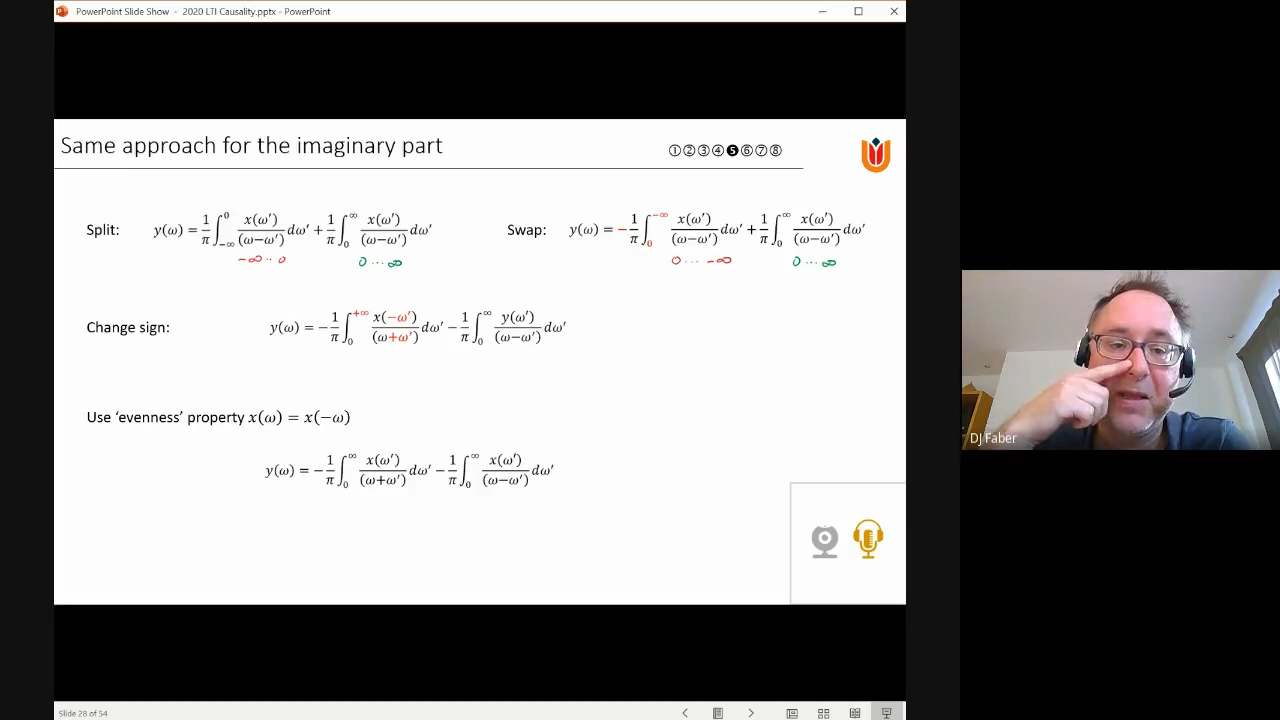 PowerPoint Slide Show - 2020 LTI Causality.pptx - PowerPoint
Same approach for the imaginary part ①②③④❺⑥⑦⑧
Split: y(ω) = 1/π ∫_{-∞}^{0} x(ω′)/(ω−ω′) dω′ + 1/π ∫_{0}^{∞} x(ω′)/(ω−ω′) dω′
-∞ ·· 0
0 ··· ∞
Swap: y(ω) = − 1/π ∫_{0}^{-∞} x(ω′)/(ω−ω′) dω′ + 1/π ∫_{0}^{∞} x(ω′)/(ω−ω′) dω′
0 ··· -∞
0 ··· ∞
Change sign: y(ω) = − 1/π ∫_{0}^{+∞} x(−ω′)/(ω+ω′) dω′ − 1/π ∫_{0}^{∞} y(ω′)/(ω−ω′) dω′
Use ‘evenness’ property x(ω) = x(−ω)
y(ω) = − 1/π ∫_{0}^{∞} x(ω′)/(ω+ω′) dω′ − 1/π ∫_{0}^{∞} x(ω′)/(ω−ω′) dω′
DJ Faber
Slide 28 of 54